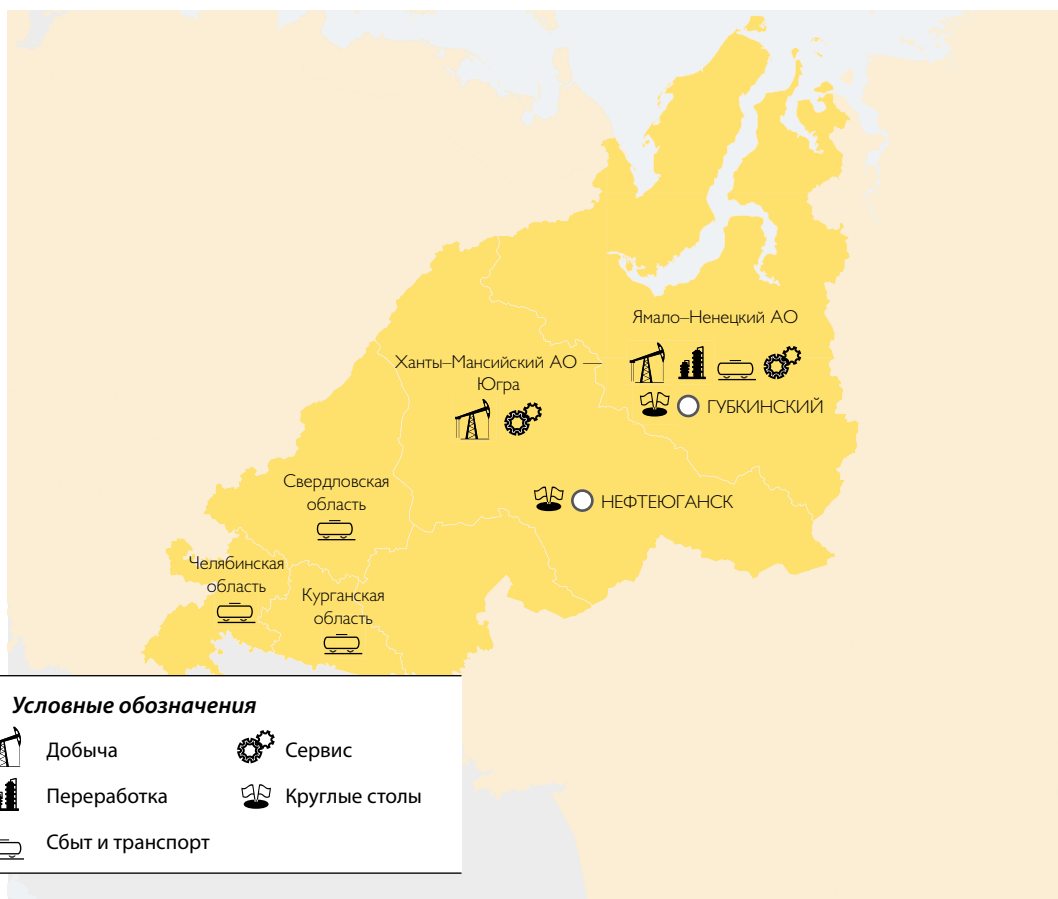 Ямало–Ненецкий АО
Ханты–Мансийский АО
Югра
ГУБКИНСКИЙ
Свердловская
область
НЕФТЕЮГАНСК
Челябинская
область
Курганская
область
Условные обозначения
Добыча
Сервис
Переработка
Круглые столы
Сбыт и транспорт